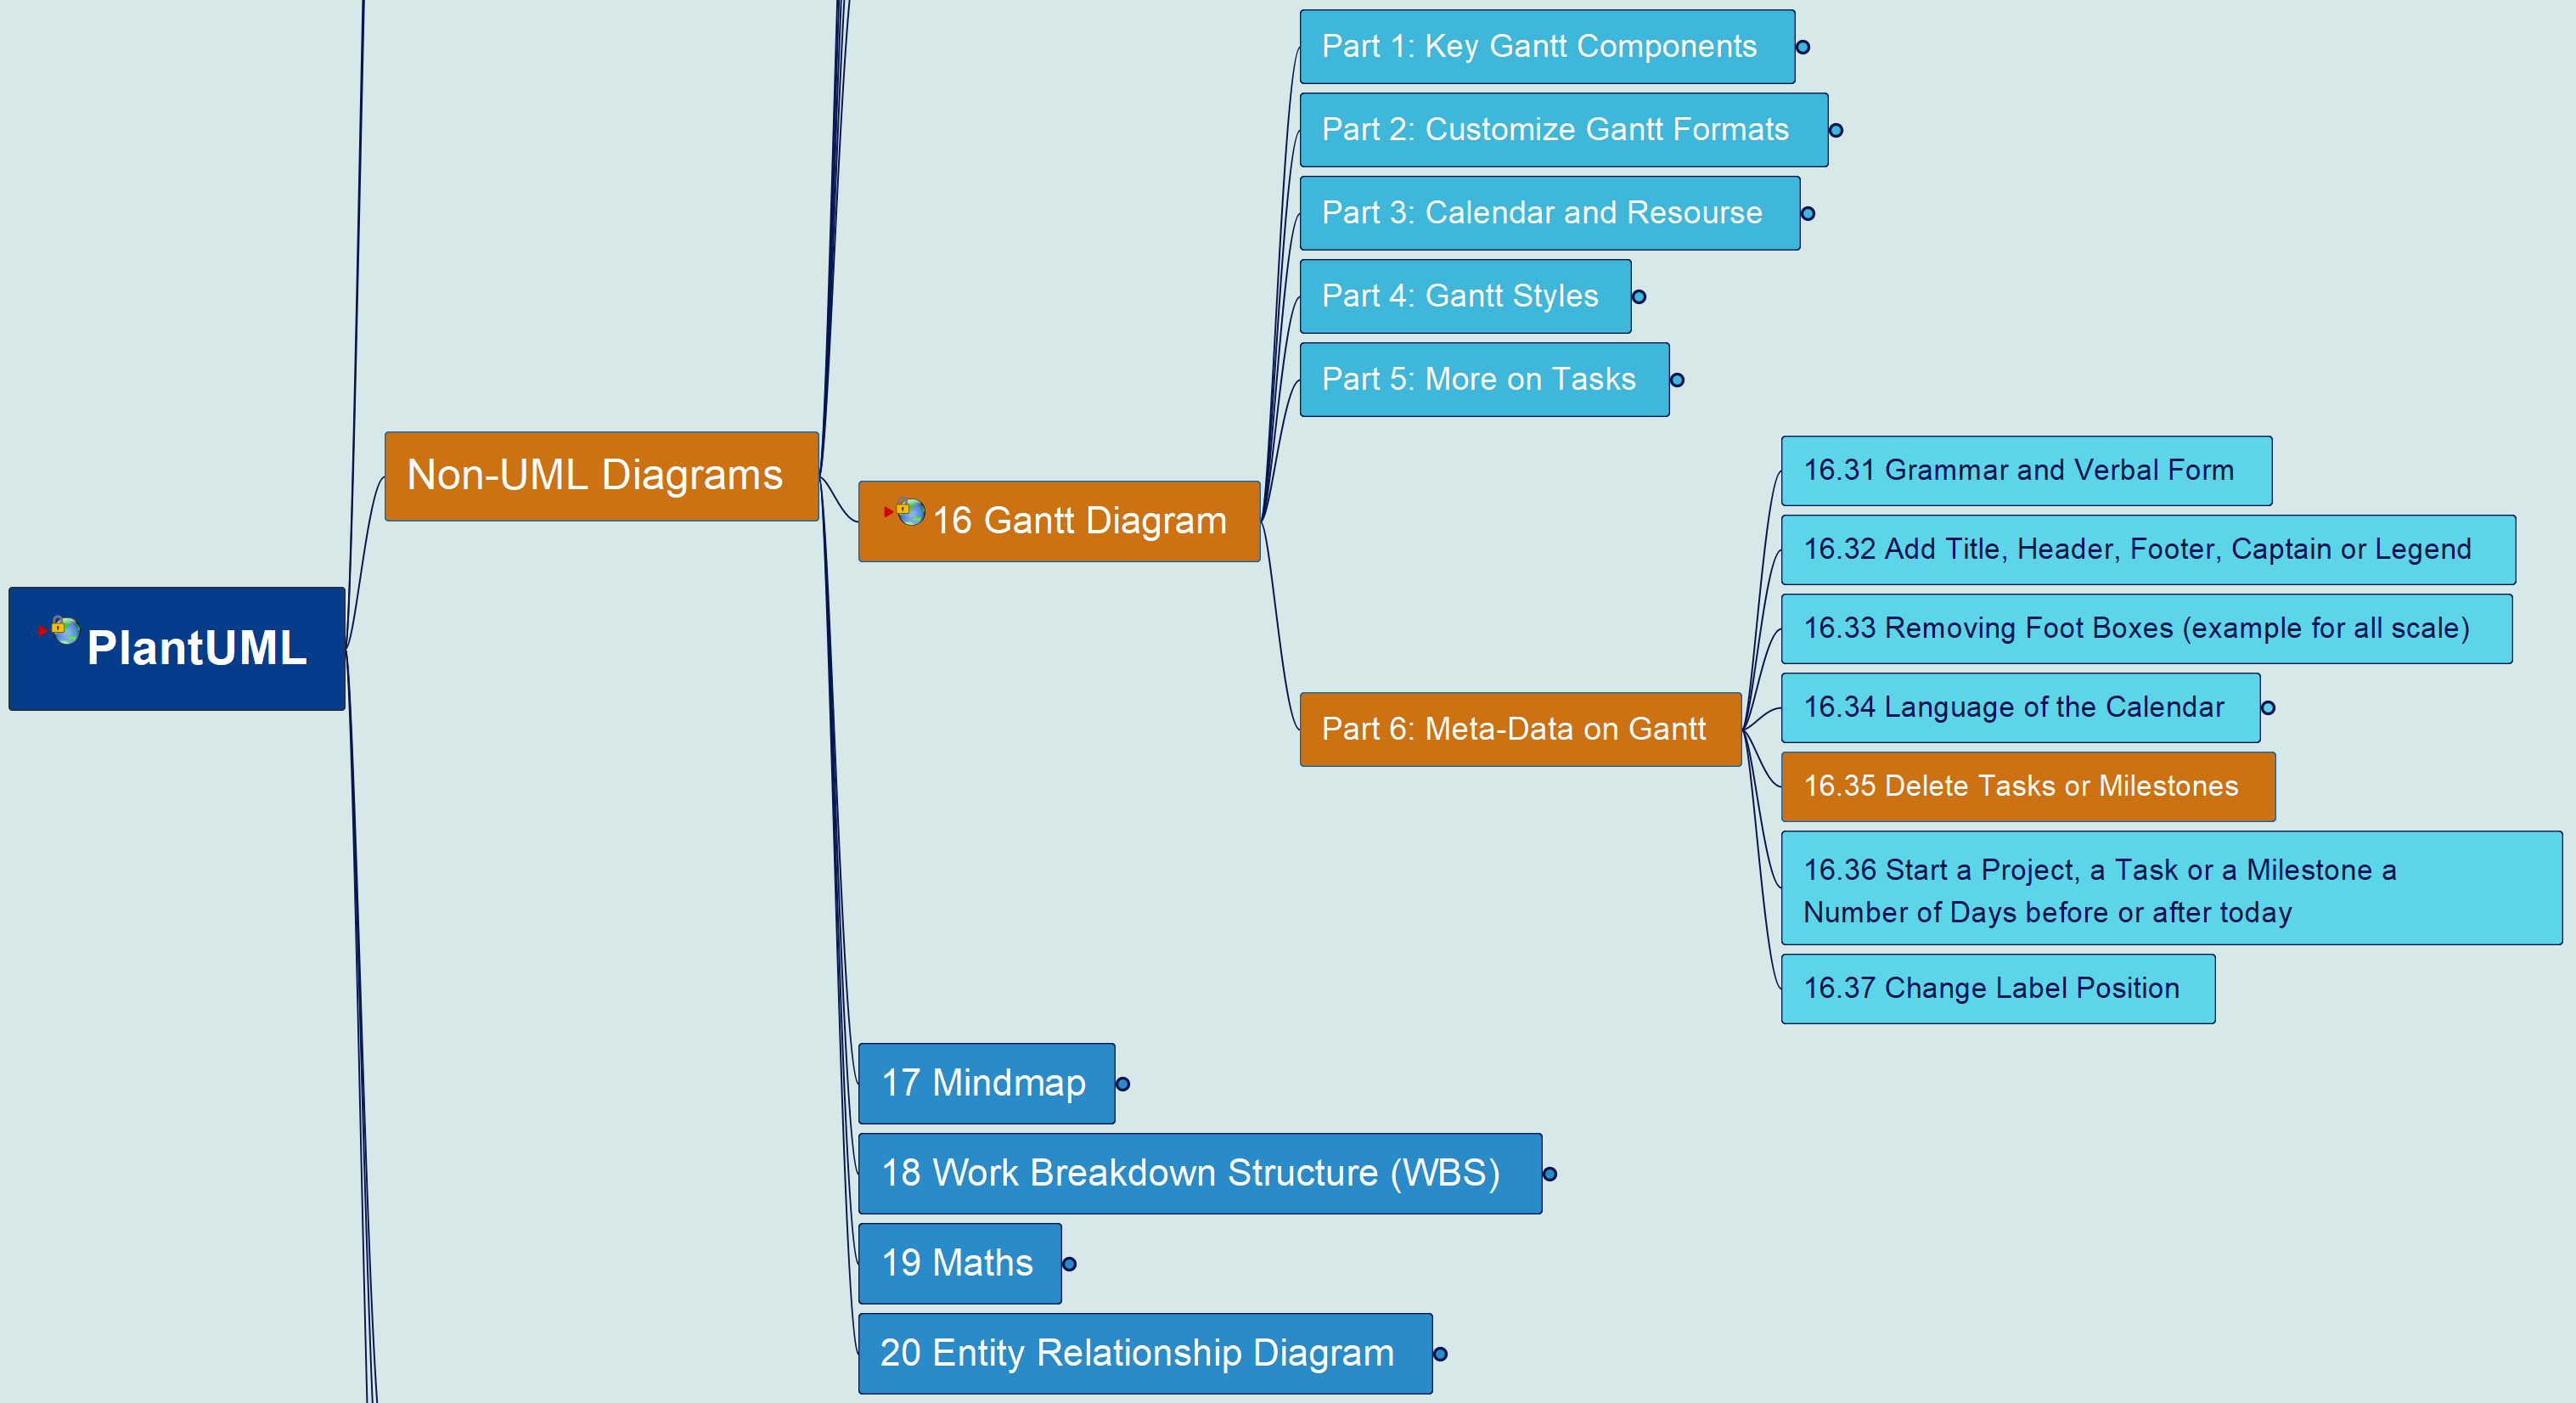 PlantUML
Non-UML Diagrams
16 Gantt Diagram
Part 1: Key Gantt Components
Part 2: Customize Gantt Formats
Part 3: Calendar and Resourse
Part 4: Gantt Styles
Part 5: More on Tasks
Part 6: Meta-Data on Gantt
16.31 Grammar and Verbal Form
16.32 Add Title, Header, Footer, Captain or Legend
16.33 Removing Foot Boxes (example for all scale)
16.34 Language of the Calendar
16.35 Delete Tasks or Milestones
16.36 Start a Project, a Task or a Milestone a
Number of Days before or after today
16.37 Change Label Position
17 Mindmap
18 Work Breakdown Structure (WBS)
19 Maths
20 Entity Relationship Diagram